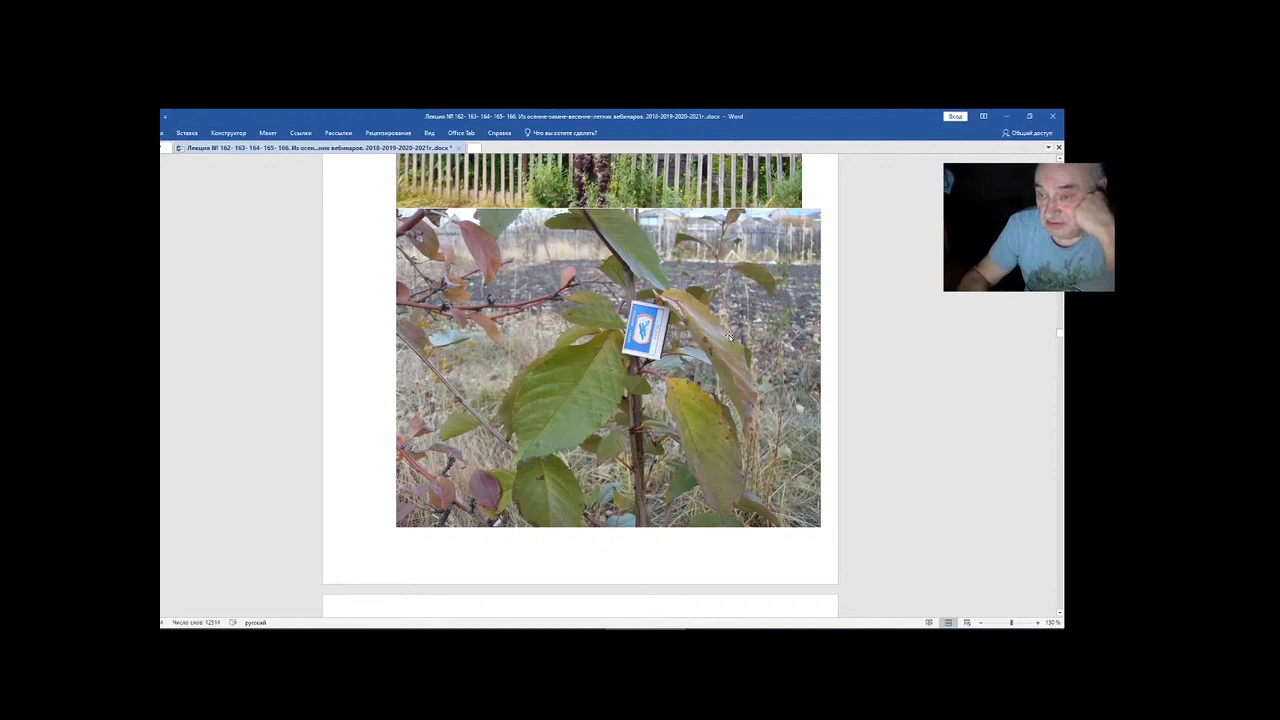 Лекция № 162- 163- 164- 165- 166. Из осенне-зимне-весенне-летних вебинаров. 2018-2019-2020-2021г..docx - Word
Вход
Вставка Конструктор Макет Ссылки Рассылки Рецензирование Вид Office Tab Справка Что вы хотите сделать? Общий доступ
Лекция № 162- 163- 164- 165- 166. Из осен...них вебинаров. 2018-2019-2020-2021г..docx *
Число слов: 12514 русский 130 %